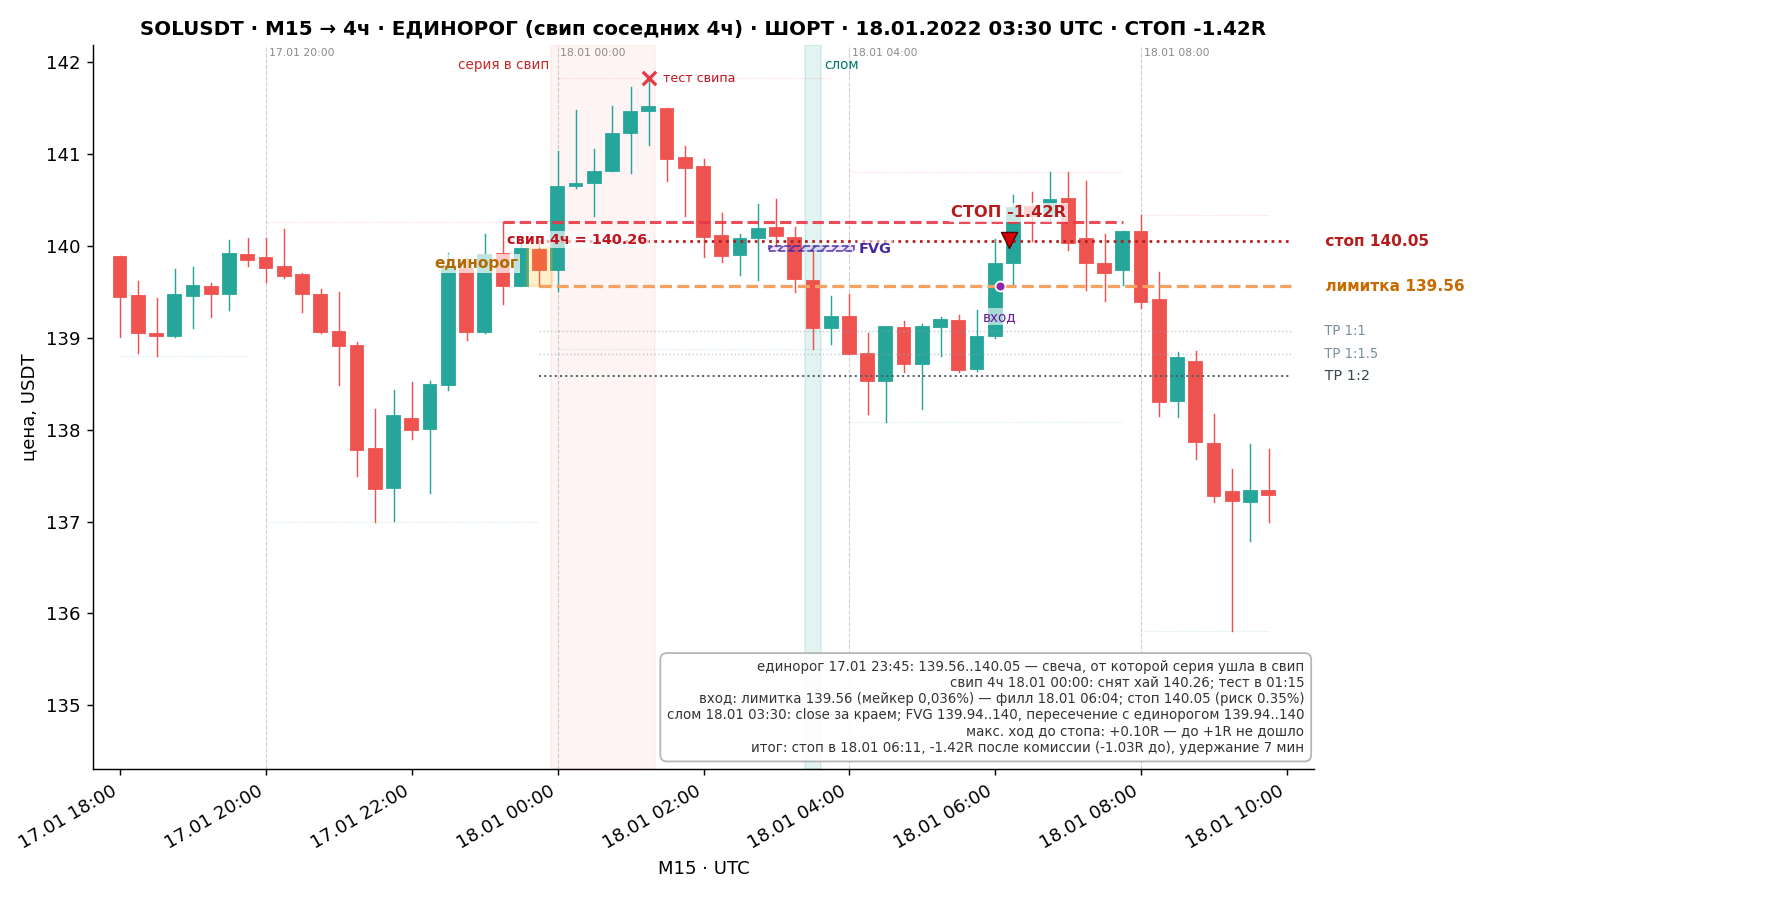 SOLUSDT · M15 → 4ч · ЕДИНОРОГ (свип соседних 4ч) · ШОРТ · 18.01.2022 03:30 UTC · СТОП -1.42R
17.01 20:00
18.01 00:00
18.01 04:00
18.01 08:00
серия в свип
слом
тест свипа
142
141
140
139
138
137
136
135
цена, USDT
СТОП -1.42R
свип 4ч = 140.26
единорог
FVG
вход
стоп 140.05
лимитка 139.56
TP 1:1
TP 1:1.5
TP 1:2
единорог 17.01 23:45: 139.56..140.05 — свеча, от которой серия ушла в свип
свип 4ч 18.01 00:00: снят хай 140.26; тест в 01:15
вход: лимитка 139.56 (мейкер 0,036%) — филл 18.01 06:04; стоп 140.05 (риск 0.35%)
слом 18.01 03:30: close за краем; FVG 139.94..140, пересечение с единорогом 139.94..140
макс. ход до стопа: +0.10R — до +1R не дошло
итог: стоп в 18.01 06:11, -1.42R после комиссии (-1.03R до), удержание 7 мин
17.01 18:00
17.01 20:00
17.01 22:00
18.01 00:00
18.01 02:00
18.01 04:00
18.01 06:00
18.01 08:00
18.01 10:00
M15 · UTC